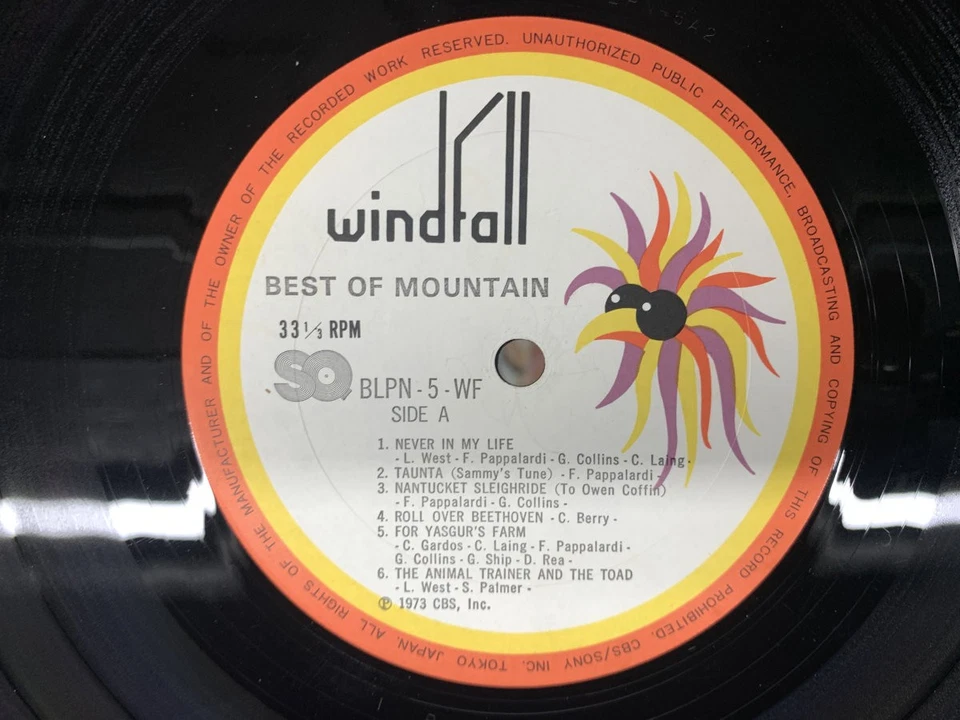 ALL RIGHTS OF THE MANUFACTURER AND OF THE OWNER OF THE RECORDED WORK RESERVED. UNAUTHORIZED PUBLIC PERFORMANCE, BROADCASTING AND COPYING OF THIS RECORD PROHIBITED. CBS/SONY INC. TOKYO JAPAN.
windfall
BEST OF MOUNTAIN
33⅓ RPM
SQ BLPN - 5 - WF
SIDE A
1. NEVER IN MY LIFE
- L. West - F. Pappalardi - G. Collins - C. Laing -
2. TAUNTA (Sammy's Tune) - F. Pappalardi -
3. NANTUCKET SLEIGHRIDE (To Owen Coffin)
- F. Pappalardi - G. Collins -
4. ROLL OVER BEETHOVEN - C. Berry -
5. FOR YASGUR'S FARM
- C. Gardos - C. Laing - F. Pappalardi -
G. Collins - G. Ship - D. Rea -
6. THE ANIMAL TRAINER AND THE TOAD
- L. West - S. Palmer -
℗ 1973 CBS, Inc.